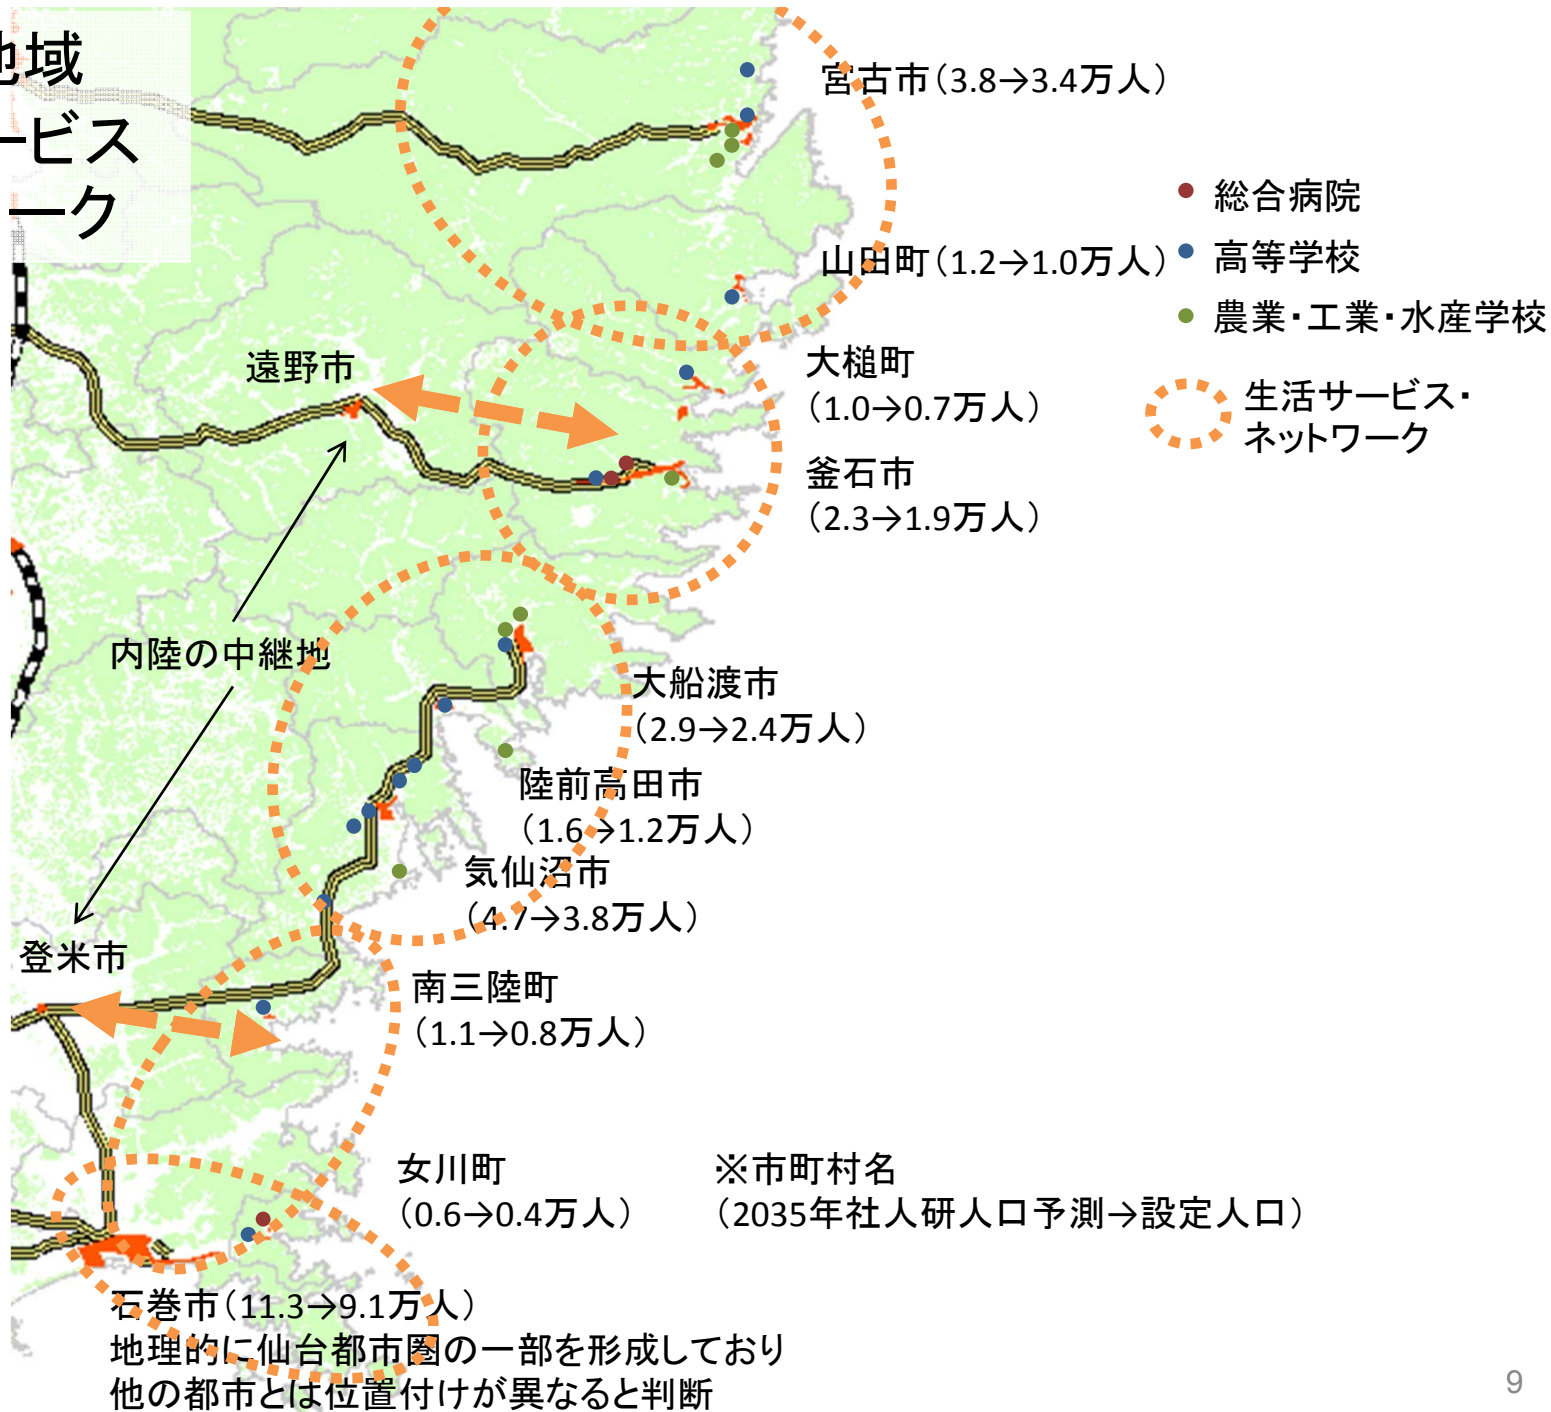 地域
ービス
ーク
宮古市（3.8→3.4万人）
山田町（1.2→1.0万人）
総合病院
高等学校
農業・工業・水産学校
生活サービス・
ネットワーク
遠野市
大槌町
（1.0→0.7万人）
釜石市
（2.3→1.9万人）
内陸の中継地
大船渡市
（2.9→2.4万人）
陸前高田市
（1.6→1.2万人）
気仙沼市
（4.7→3.8万人）
登米市
南三陸町
（1.1→0.8万人）
女川町
（0.6→0.4万人）
※市町村名
（2035年社人研人口予測→設定人口）
石巻市（11.3→9.1万人）
地理的に仙台都市圏の一部を形成しており
他の都市とは位置付けが異なると判断
9